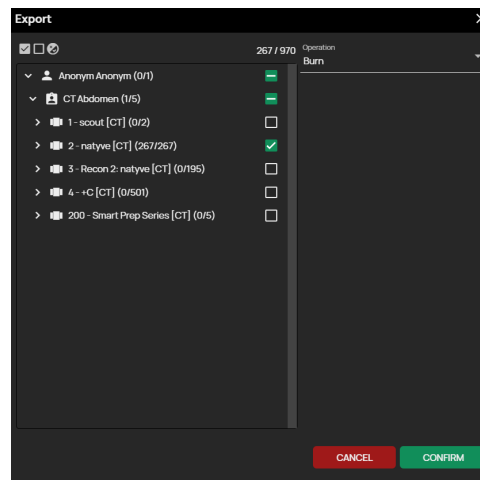 Export
267 / 970
Operation
Burn
Anonym Anonym (0/1)
CT Abdomen (1/5)
1 - scout [CT] (0/2)
2 - natyve [CT] (267/267)
3 - Recon 2: natyve [CT] (0/195)
4 - +C [CT] (0/501)
200 - Smart Prep Series [CT] (0/5)
CANCEL
CONFIRM